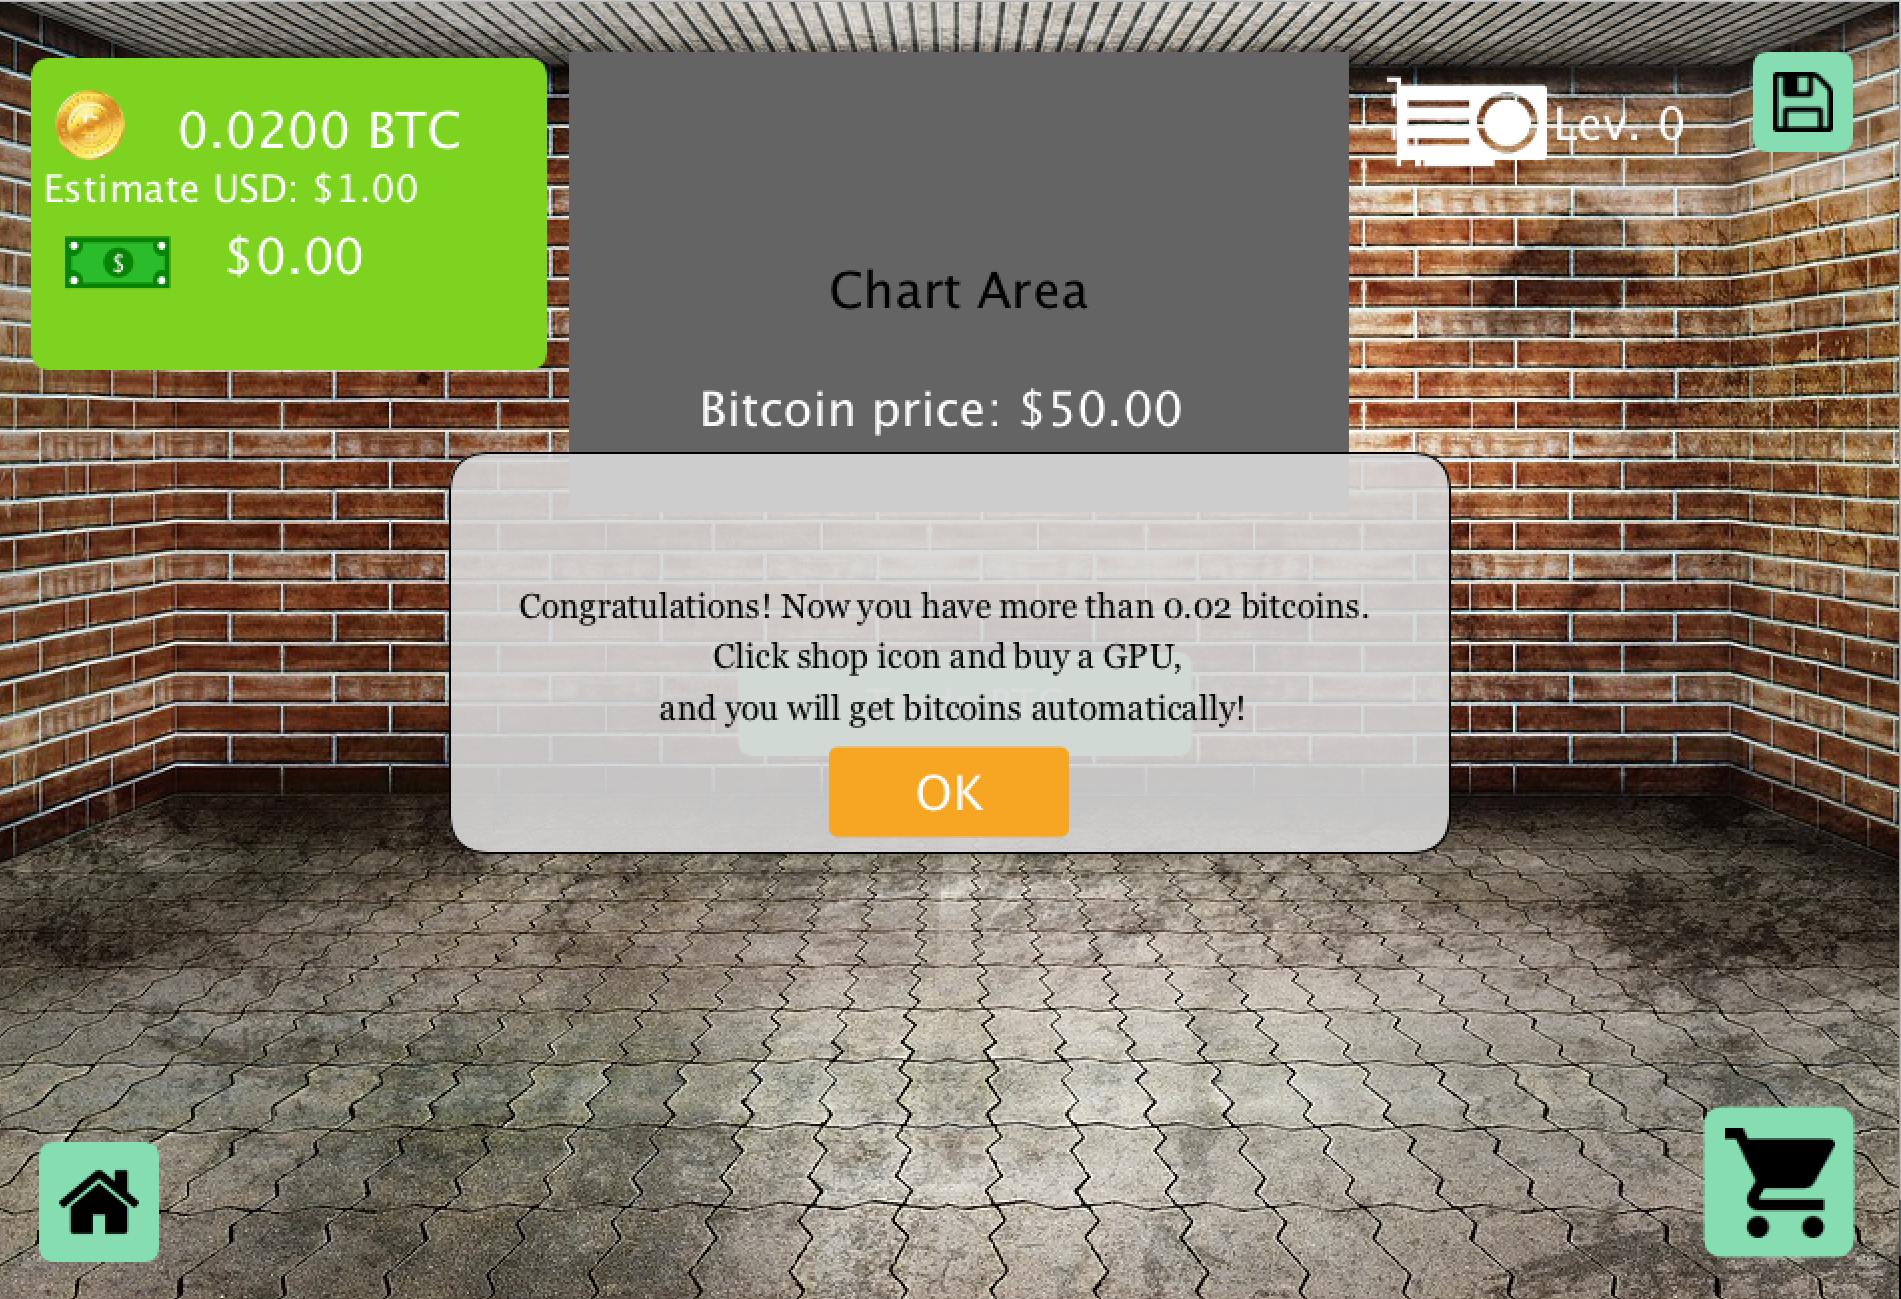 0.0200 BTC
Estimate USD: $1.00
$
$0.00
Chart Area
Bitcoin price: $50.00
Lev. 0
Congratulations! Now you have more than 0.02 bitcoins.
Click shop icon and buy a GPU,
and you will get bitcoins automatically!
OK